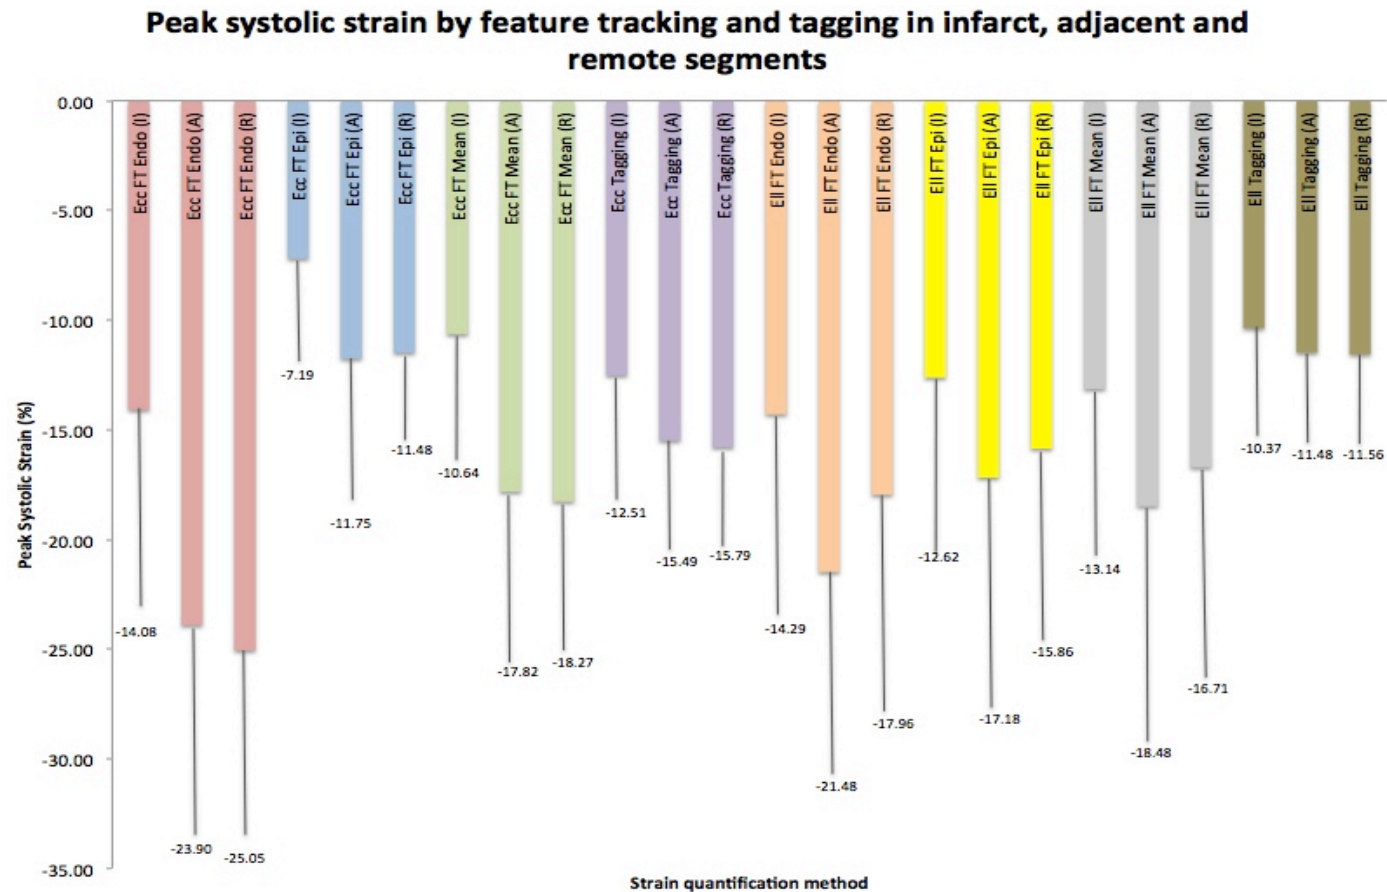 Peak systolic strain by feature tracking and tagging in infarct, adjacent and
remote segments
0.00
-5.00
-10.00
-15.00
-20.00
-25.00
-30.00
-35.00
Peak Systolic Strain (%)
Ecc FT Endo (I)
Ecc FT Endo (A)
Ecc FT Endo (R)
Ecc FT Epi (I)
Ecc FT Epi (A)
Ecc FT Epi (R)
Ecc FT Mean (I)
Ecc FT Mean (A)
Ecc FT Mean (R)
Ecc Tagging (I)
Ecc Tagging (A)
Ecc Tagging (R)
Ell FT Endo (I)
Ell FT Endo (A)
Ell FT Endo (R)
Ell FT Epi (I)
Ell FT Epi (A)
Ell FT Epi (R)
Ell FT Mean (I)
Ell FT Mean (A)
Ell FT Mean (R)
Ell Tagging (I)
Ell Tagging (A)
Ell Tagging (R)
-14.08
-23.90
-25.05
-7.19
-11.75
-11.48
-10.64
-17.82
-18.27
-12.51
-15.49
-15.79
-14.29
-21.48
-17.96
-12.62
-17.18
-15.86
-13.14
-18.48
-16.71
-10.37
-11.48
-11.56
Strain quantification method